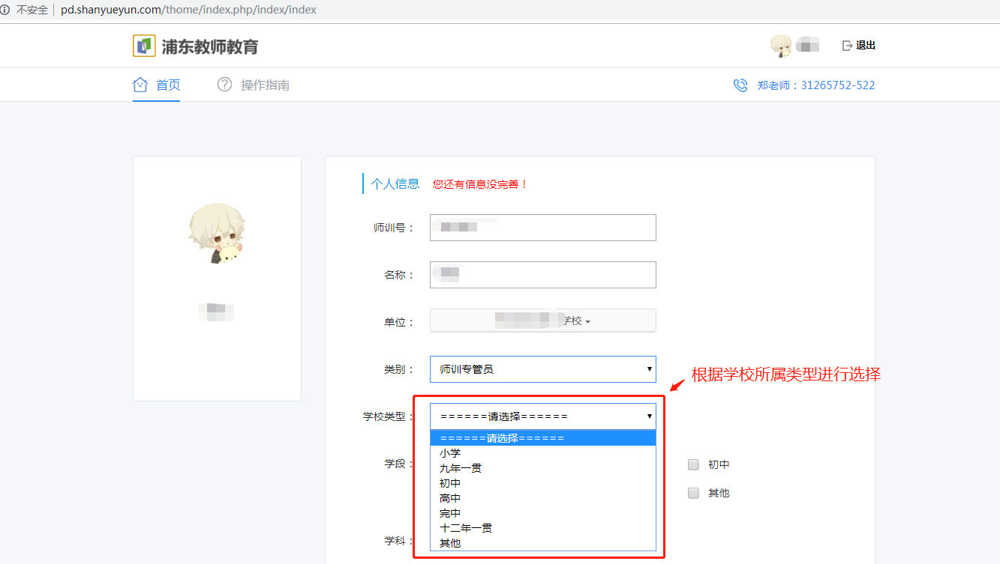 不安全 pd.shanyueyun.com/thome/index.php/index/index
浦东教师教育
退出
首页 操作指南 郑老师：31265752-522
个人信息 您还有信息没完善！
师训号：
名称：
单位： 学校
类别： 师训专管员
根据学校所属类型进行选择
学校类型： ======请选择======
======请选择======
小学
学段： 初中
九年一贯
初中
高中 其他
完中
十二年一贯
学科：
其他